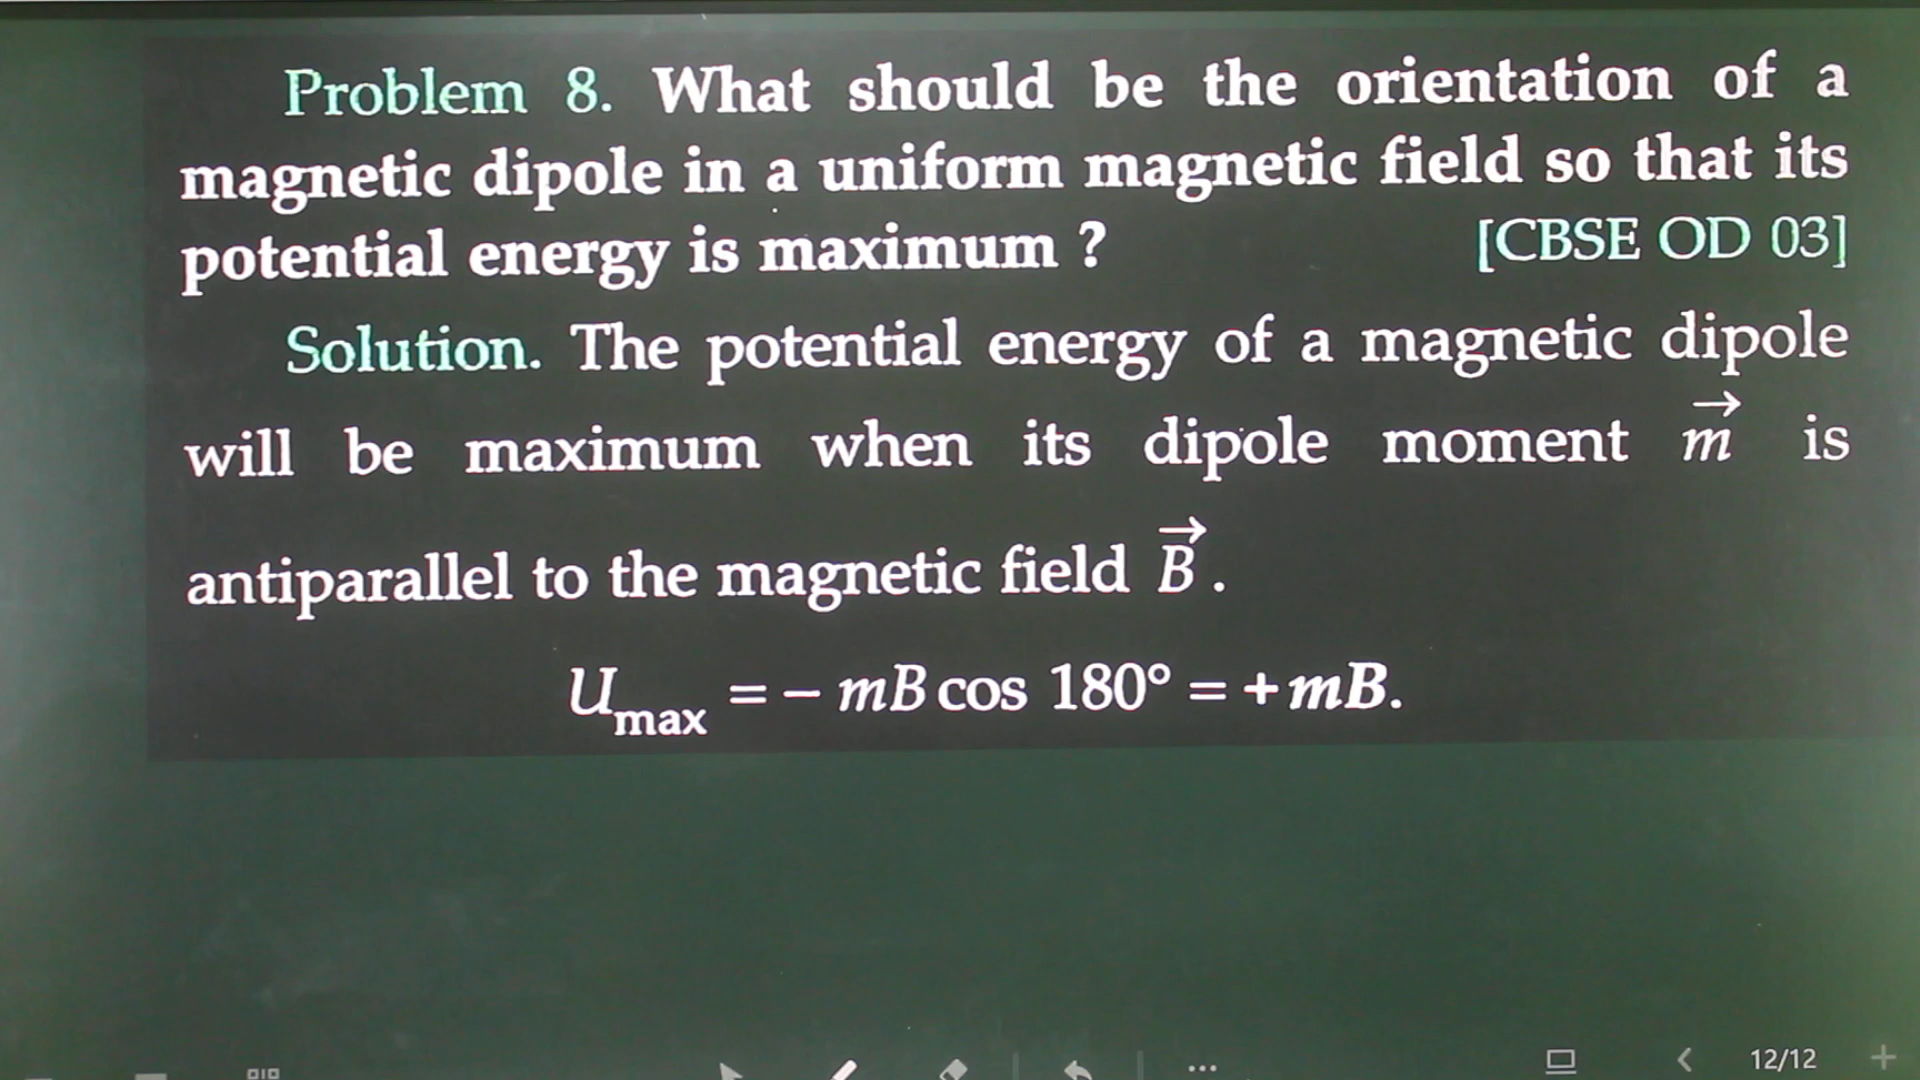 Problem 8. What should be the orientation of a
magnetic dipole in a uniform magnetic field so that its
potential energy is maximum ? [CBSE OD 03]
Solution. The potential energy of a magnetic dipole
will be maximum when its dipole moment m⃗ is
antiparallel to the magnetic field B⃗ .
U_max = − mB cos 180° = +mB.
12/12